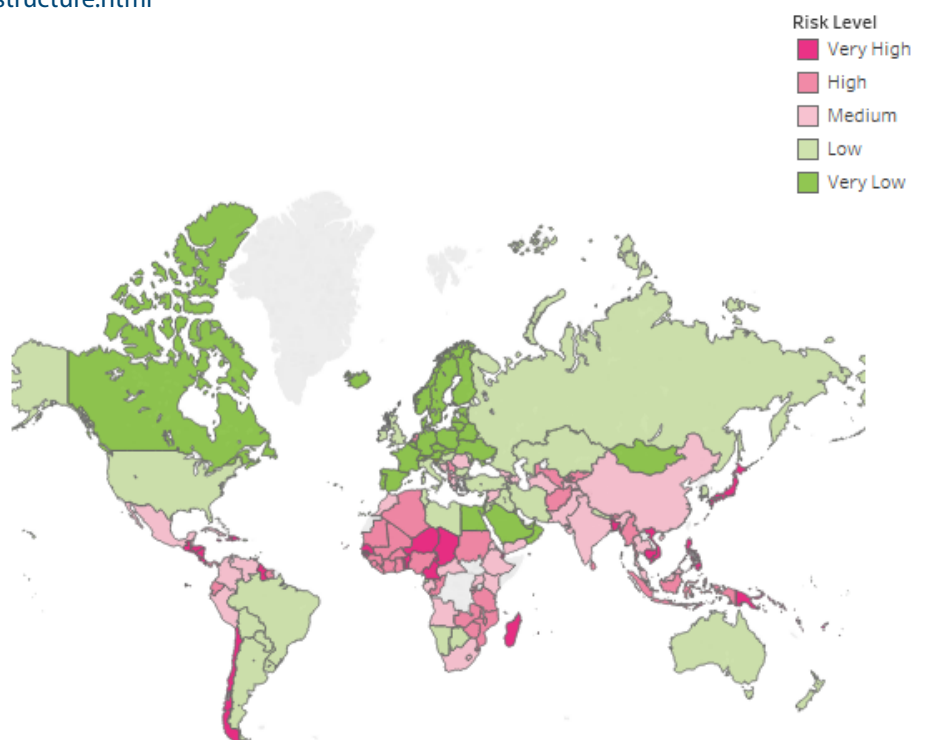 structure.html
Risk Level
Very High
High
Medium
Low
Very Low